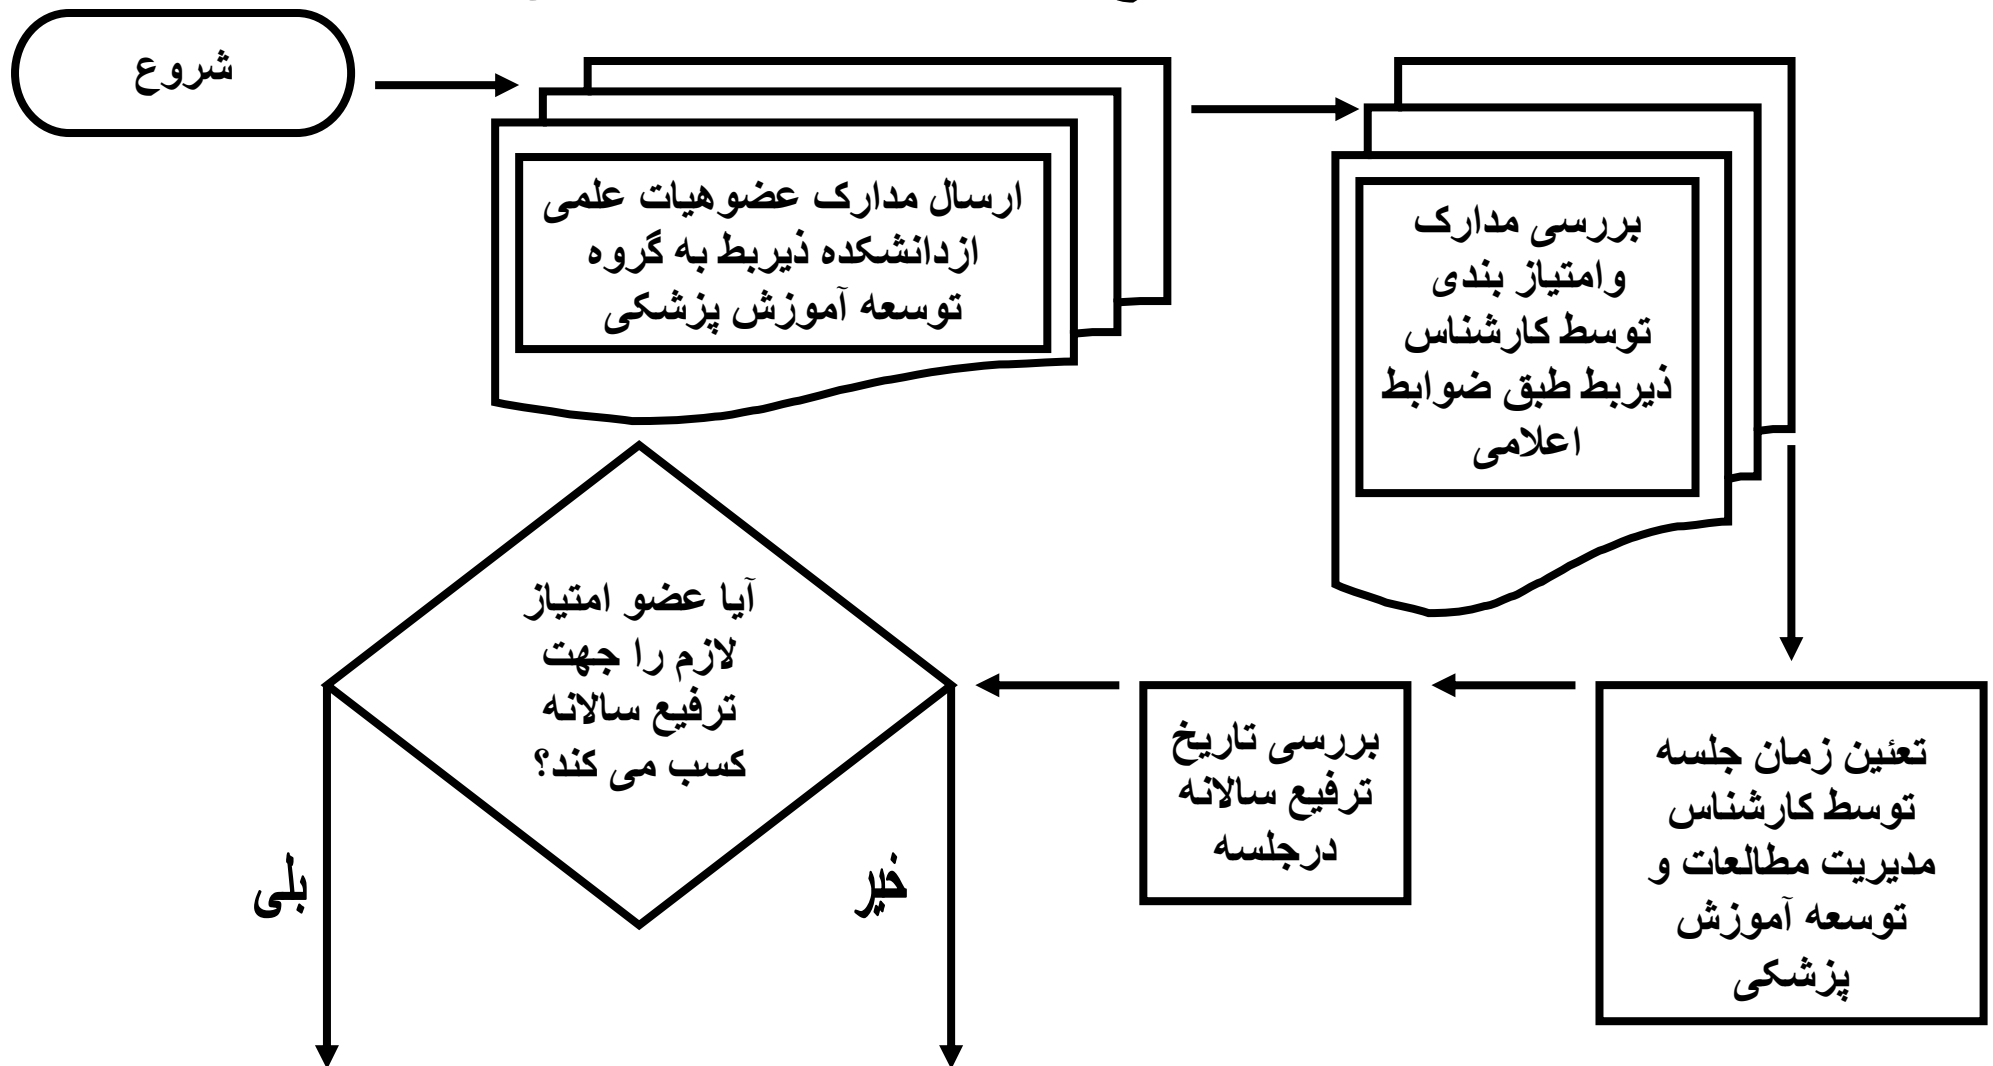 شروع
ارسال مدارک عضو هیات علمی
ازدانشکده ذیربط به گروه
توسعه آموزش پزشکی
بررسی مدارک
وامتیاز بندی
توسط کارشناس
ذیربط طبق ضوابط
اعلامی
تعئین زمان جلسه
توسط کارشناس
مدیریت مطالعات و
توسعه آموزش
پزشکی
بررسی تاریخ
ترفیع سالانه
درجلسه
آیا عضو امتیاز
لازم را جهت
ترفیع سالانه
کسب می کند؟
خیر
بلی